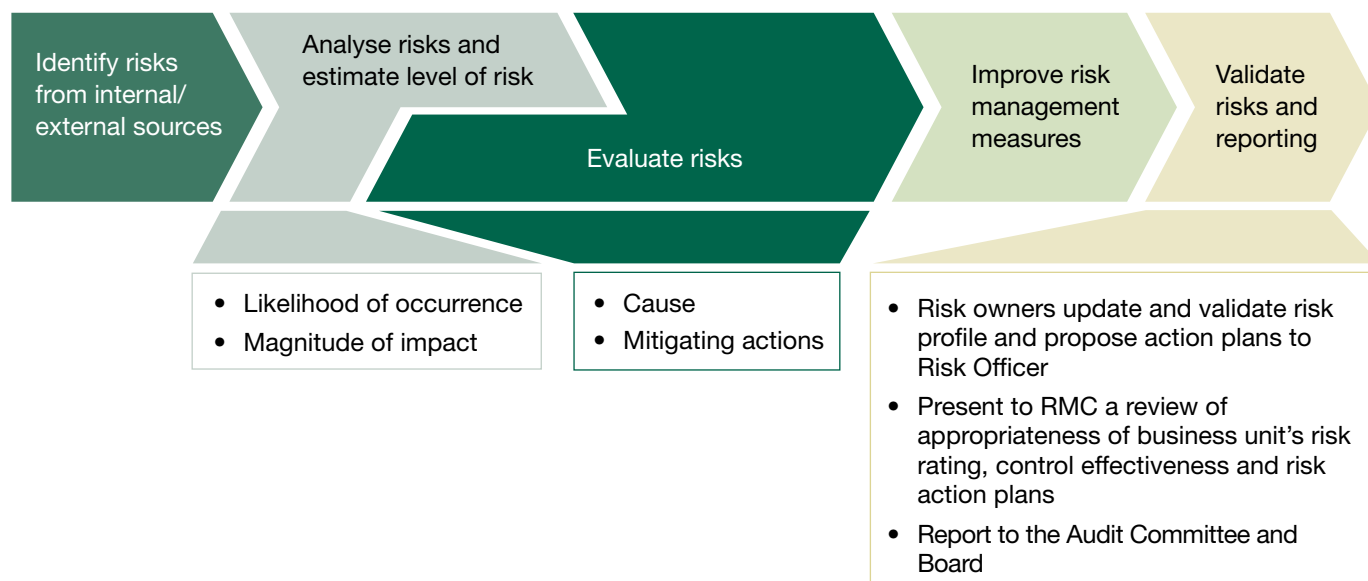 Identify risks
from internal/
external sources
Analyse risks and
estimate level of risk
Evaluate risks
Improve risk
management
measures
Validate
risks and
reporting
• Likelihood of occurrence
• Magnitude of impact
• Cause
• Mitigating actions
• Risk owners update and validate risk
profile and propose action plans to
Risk Officer
• Present to RMC a review of
appropriateness of business unit’s risk
rating, control effectiveness and risk
action plans
• Report to the Audit Committee and
Board